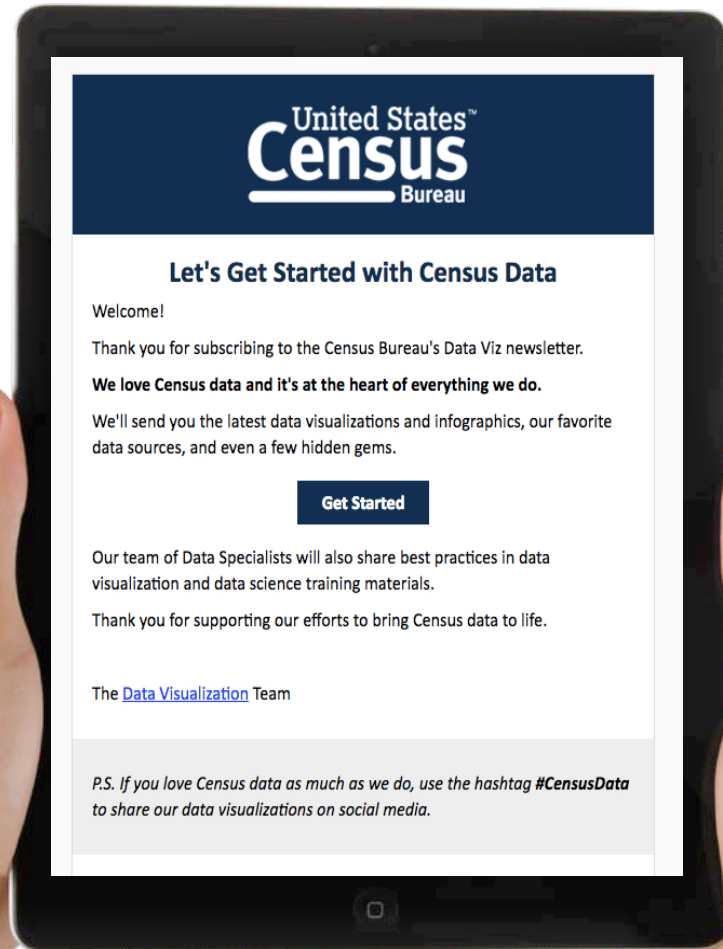 United States™
Census
Bureau
Let's Get Started with Census Data
Welcome!
Thank you for subscribing to the Census Bureau's Data Viz newsletter.
We love Census data and it's at the heart of everything we do.
We'll send you the latest data visualizations and infographics, our favorite
data sources, and even a few hidden gems.
Get Started
Our team of Data Specialists will also share best practices in data
visualization and data science training materials.
Thank you for supporting our efforts to bring Census data to life.
The Data Visualization Team
P.S. If you love Census data as much as we do, use the hashtag #CensusData
to share our data visualizations on social media.